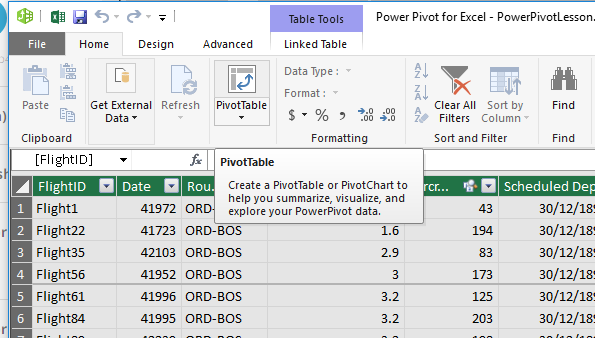 Table Tools
Power Pivot for Excel - PowerPivotLesson.
File Home Design Advanced Linked Table
Paste
Get External Data
Refresh
PivotTable
Data Type :
Format :
$ % , .00 .00
Clear All Filters
Sort by Column
Find
Clipboard
Formatting
Sort and Filter
Find
[FlightID] fx
PivotTable
Create a PivotTable or PivotChart to
help you summarize, visualize, and
explore your PowerPivot data.
FlightID Date Rou... Scheduled Dep
1 Flight1 41972 ORD-BOS 43 30/12/189
2 Flight22 41723 ORD-BOS 1.6 194 30/12/189
3 Flight35 42103 ORD-BOS 2.9 83 30/12/189
4 Flight56 41952 ORD-BOS 3 173 30/12/189
5 Flight61 41996 ORD-BOS 3.2 125 30/12/189
6 Flight84 41995 ORD-BOS 3.2 203 30/12/189